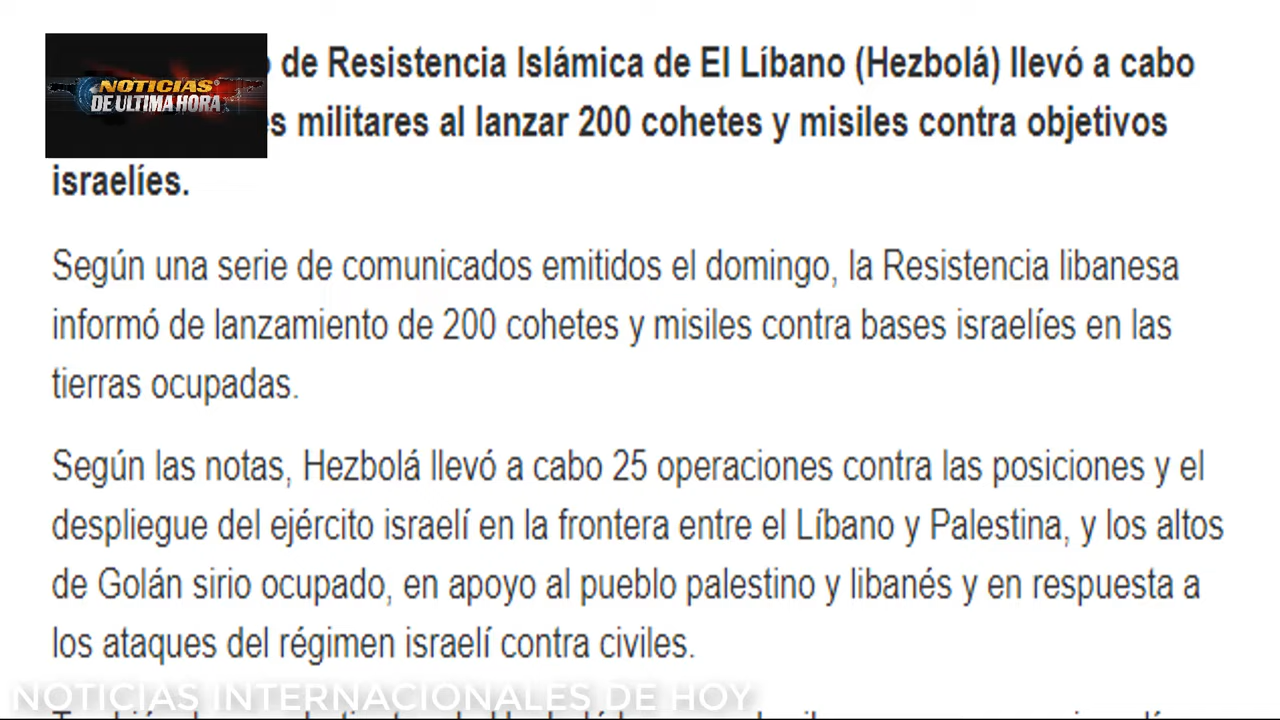 NOTICIAS
DE ULTIMA HORA
de Resistencia Islámica de El Líbano (Hezbolá) llevó a cabo
militares al lanzar 200 cohetes y misiles contra objetivos
israelíes.
Según una serie de comunicados emitidos el domingo, la Resistencia libanesa
informó de lanzamiento de 200 cohetes y misiles contra bases israelíes en las
tierras ocupadas.
Según las notas, Hezbolá llevó a cabo 25 operaciones contra las posiciones y el
despliegue del ejército israelí en la frontera entre el Líbano y Palestina, y los altos
de Golán sirio ocupado, en apoyo al pueblo palestino y libanés y en respuesta a
los ataques del régimen israelí contra civiles.
NOTICIAS INTERNACIONALES DE HOY